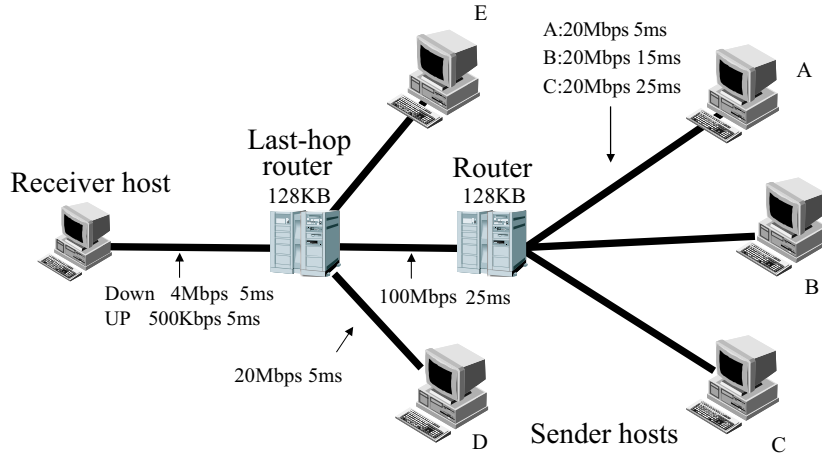 E
A:20Mbps 5ms
B:20Mbps 15ms
C:20Mbps 25ms
A
Last-hop
router
128KB
Router
128KB
Receiver host
B
Down 4Mbps 5ms
UP 500Kbps 5ms
100Mbps 25ms
20Mbps 5ms
D
Sender hosts
C